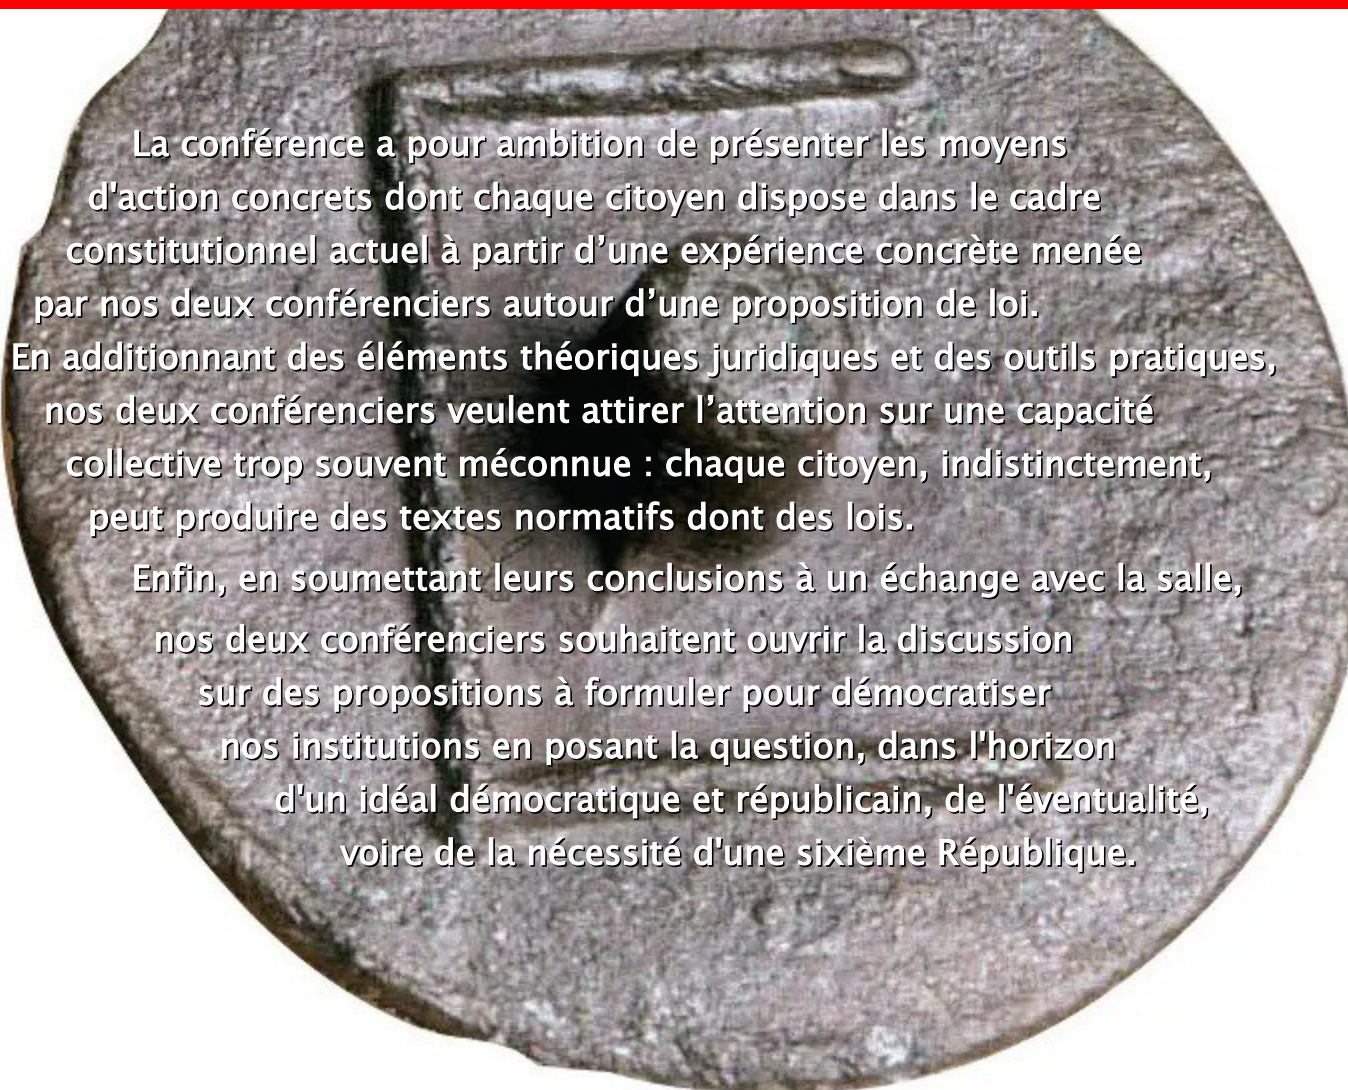 La conférence a pour ambition de présenter les moyens
d'action concrets dont chaque citoyen dispose dans le cadre
constitutionnel actuel à partir d’une expérience concrète menée
par nos deux conférenciers autour d’une proposition de loi.
En additionnant des éléments théoriques juridiques et des outils pratiques,
nos deux conférenciers veulent attirer l’attention sur une capacité
collective trop souvent méconnue : chaque citoyen, indistinctement,
peut produire des textes normatifs dont des lois.
Enfin, en soumettant leurs conclusions à un échange avec la salle,
nos deux conférenciers souhaitent ouvrir la discussion
sur des propositions à formuler pour démocratiser
nos institutions en posant la question, dans l'horizon
d'un idéal démocratique et républicain, de l'éventualité,
voire de la nécessité d'une sixième République.